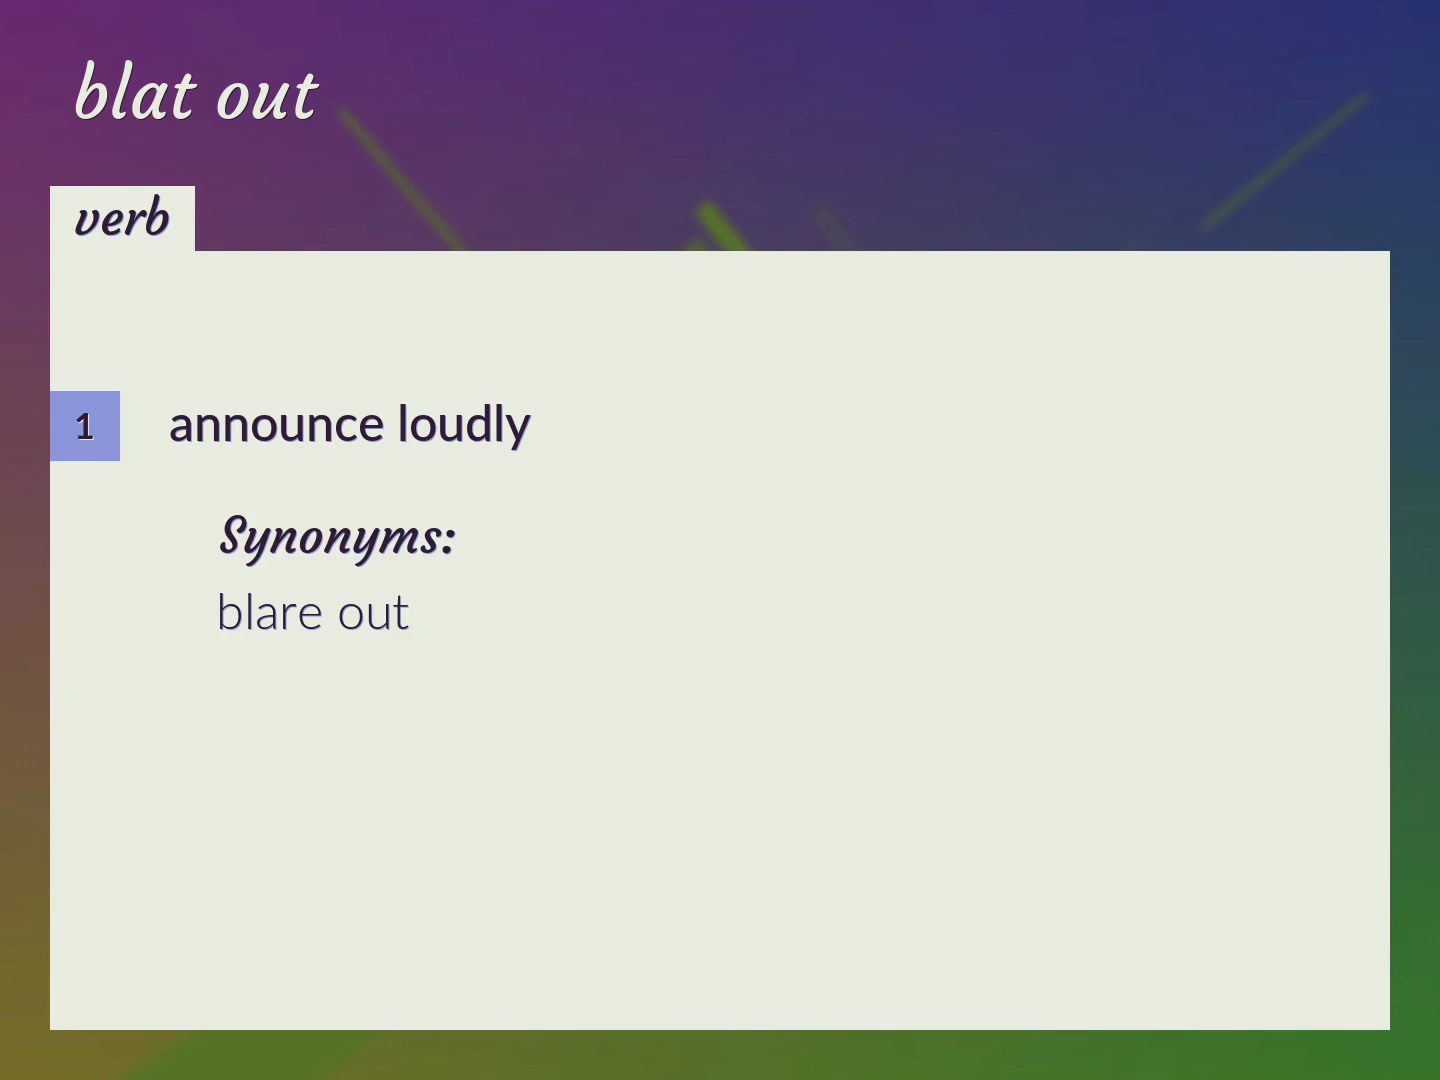 blat out
verb
1 announce loudly
Synonyms:
blare out